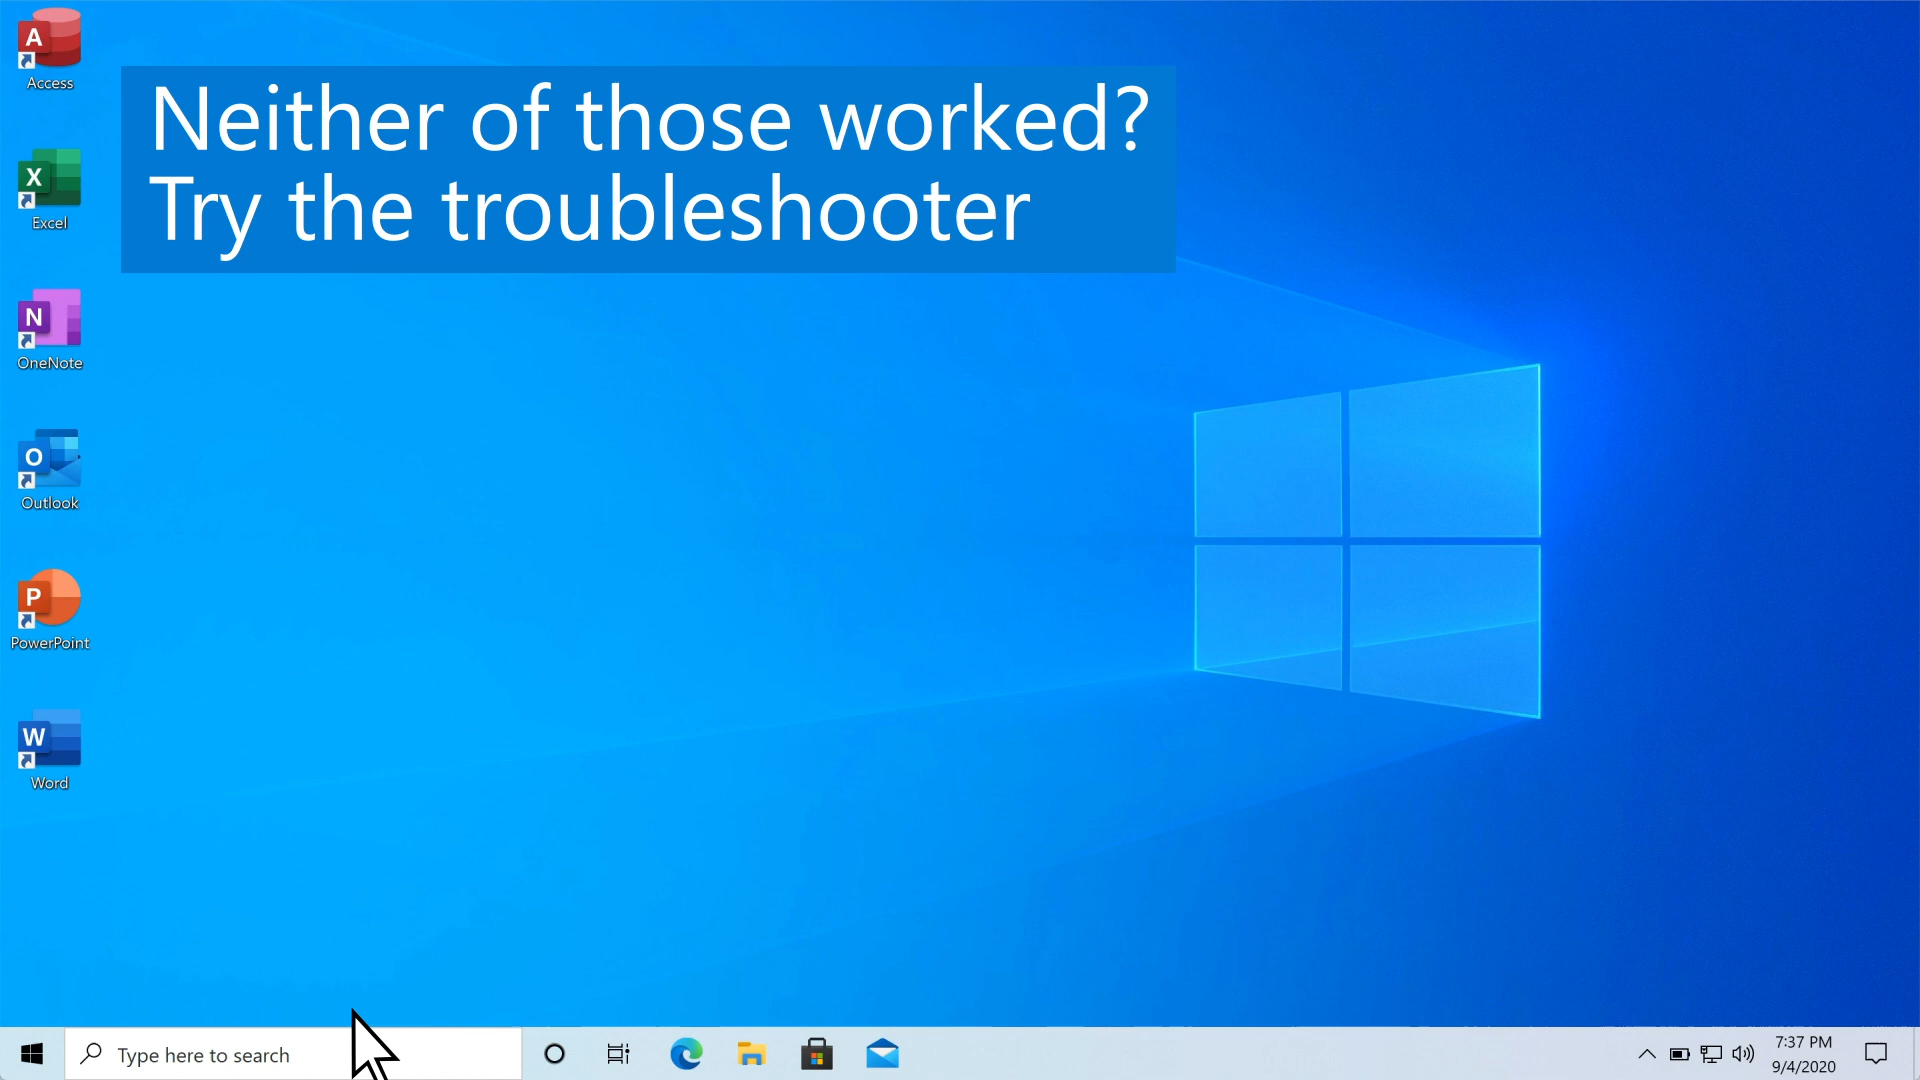 Neither of those worked?
Try the troubleshooter
A
Access
X
Excel
N
OneNote
O
Outlook
P
PowerPoint
W
Word
Type here to search
7:37 PM
9/4/2020